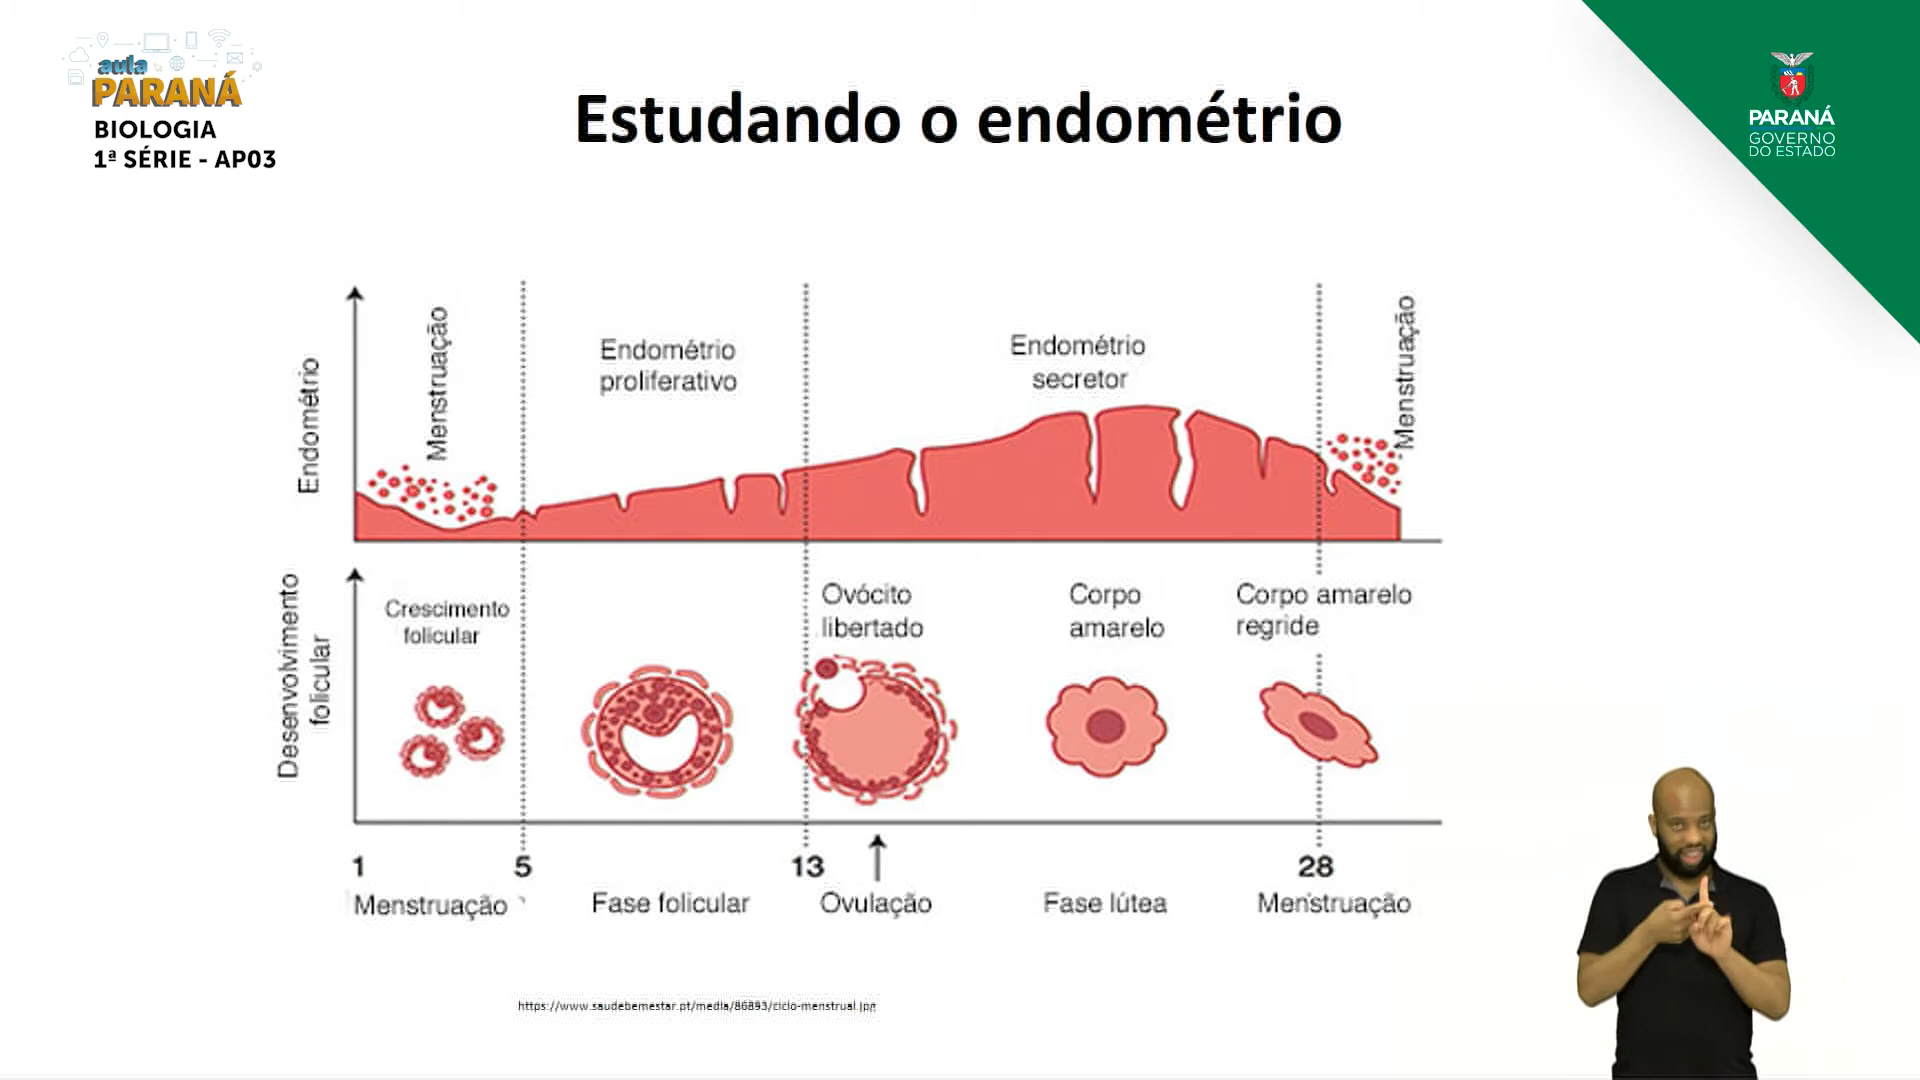 aula
PARANÁ
BIOLOGIA
1ª SÉRIE - AP03
Estudando o endométrio
PARANÁ
GOVERNO
DO ESTADO
Endométrio
Menstruação
Endométrio
proliferativo
Endométrio
secretor
Menstruação
Desenvolvimento
folicular
Crescimento
folicular
Ovócito
libertado
Corpo
amarelo
Corpo amarelo
regride
1 5 13 28
Menstruação Fase folicular Ovulação Fase lútea Menstruação
https://www.saudebemestar.pt/media/86893/ciclo-menstrual.jpg